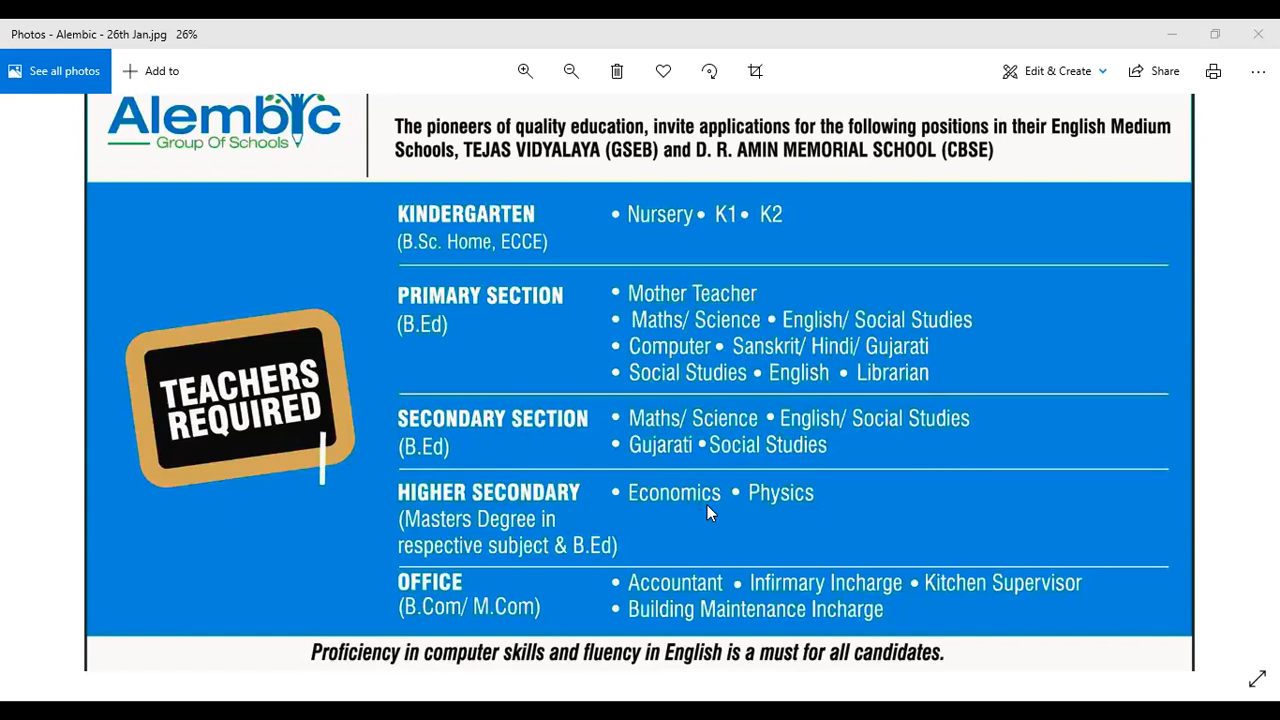 Photos - Alembic - 26th Jan.jpg 26%
See all photos
Add to
Edit & Create
Share
Alembic
Group Of Schools
The pioneers of quality education, invite applications for the following positions in their English Medium
Schools, TEJAS VIDYALAYA (GSEB) and D. R. AMIN MEMORIAL SCHOOL (CBSE)
TEACHERS
REQUIRED
KINDERGARTEN • Nursery • K1 • K2
(B.Sc. Home, ECCE)
PRIMARY SECTION • Mother Teacher
(B.Ed) • Maths/ Science • English/ Social Studies
• Computer • Sanskrit/ Hindi/ Gujarati
• Social Studies • English • Librarian
SECONDARY SECTION • Maths/ Science • English/ Social Studies
(B.Ed) • Gujarati • Social Studies
HIGHER SECONDARY • Economics • Physics
(Masters Degree in
respective subject & B.Ed)
OFFICE • Accountant • Infirmary Incharge • Kitchen Supervisor
(B.Com/ M.Com) • Building Maintenance Incharge
Proficiency in computer skills and fluency in English is a must for all candidates.